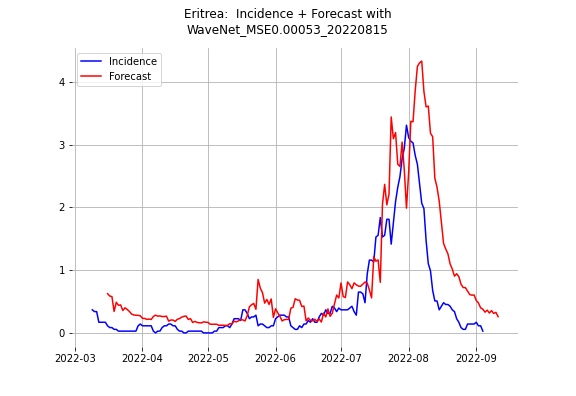 Eritrea:  Incidence + Forecast with
WaveNet_MSE0.00053_20220815
Incidence
Forecast
4
3
2
1
0
2022-03 2022-04 2022-05 2022-06 2022-07 2022-08 2022-09